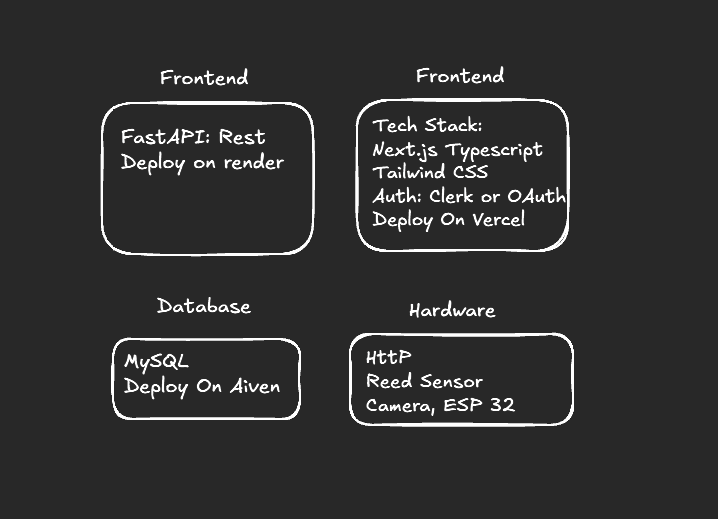 Frontend
FastAPI: Rest
Deploy on render
Frontend
Tech Stack:
Next.js Typescript
Tailwind CSS
Auth: Clerk or OAuth
Deploy On Vercel
Database
MySQL
Deploy On Aiven
Hardware
HttP
Reed Sensor
Camera, ESP 32